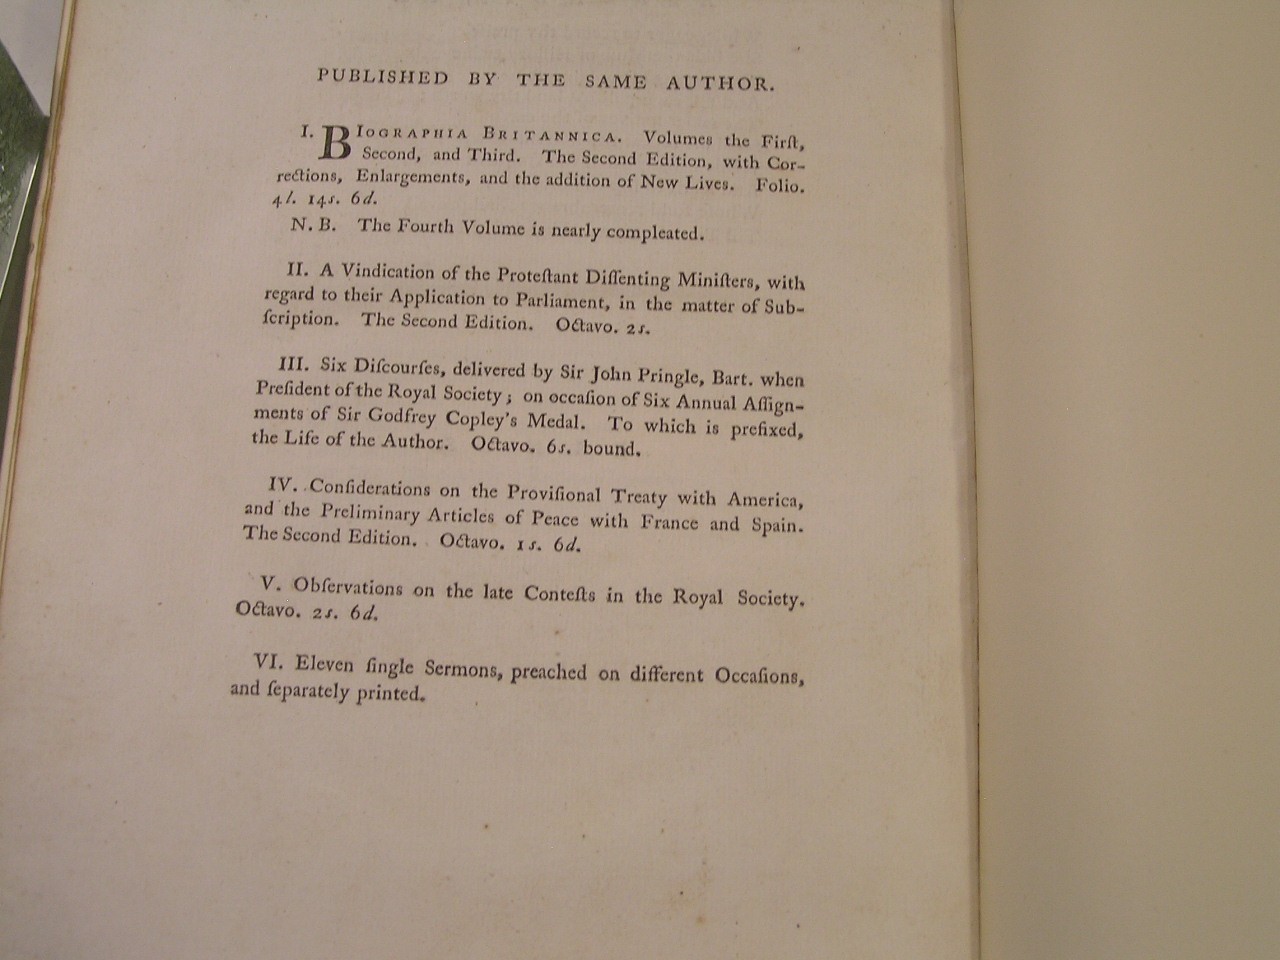 PUBLISHED BY THE SAME AUTHOR.
I. BIOGRAPHIA BRITANNICA. Volumes the Firſt,
Second, and Third. The Second Edition, with Cor-
rections, Enlargements, and the addition of New Lives. Folio.
4l. 14s. 6d.
N. B. The Fourth Volume is nearly compleated.
II. A Vindication of the Proteſtant Diſſenting Miniſters, with
regard to their Application to Parliament, in the matter of Sub-
ſcription. The Second Edition. Octavo. 2s.
III. Six Diſcourſes, delivered by Sir John Pringle, Bart. when
Preſident of the Royal Society; on occaſion of Six Annual Aſſign-
ments of Sir Godfrey Copley's Medal. To which is prefixed,
the Life of the Author. Octavo. 6s. bound.
IV. Conſiderations on the Proviſional Treaty with America,
and the Preliminary Articles of Peace with France and Spain.
The Second Edition. Octavo. 1s. 6d.
V. Obſervations on the late Conteſts in the Royal Society.
Octavo. 2s. 6d.
VI. Eleven ſingle Sermons, preached on different Occaſions,
and ſeparately printed.